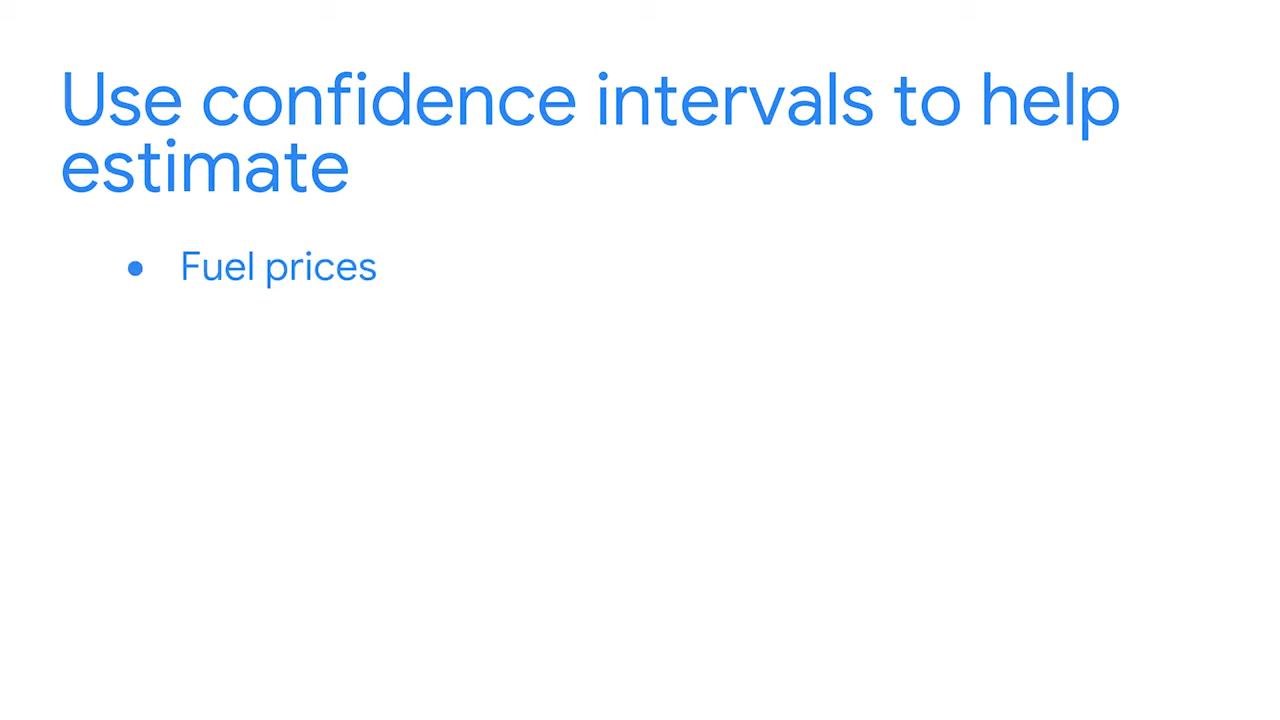 Use confidence intervals to help
estimate
● Fuel prices